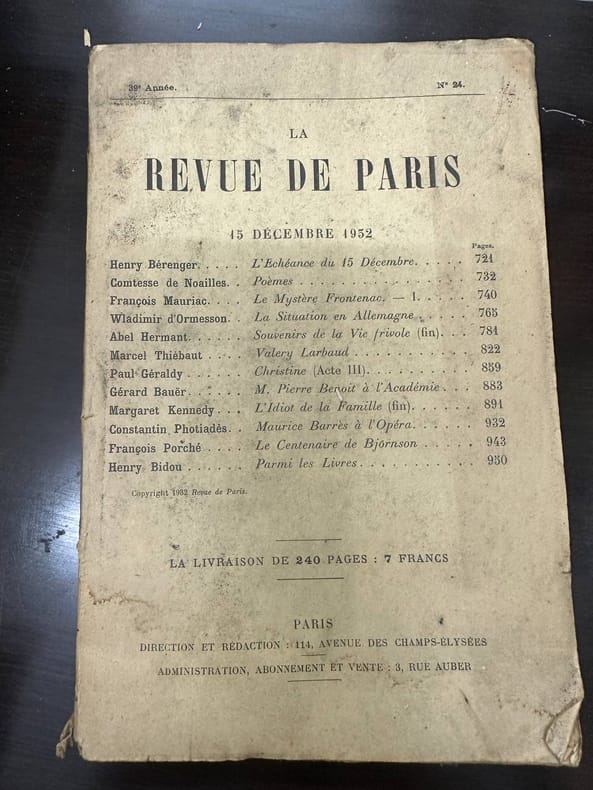 39e Année. N° 24.
LA
REVUE DE PARIS
15 DÉCEMBRE 1932
Pages.
Henry Bérenger. . . . . L'Echéance du 15 Décembre. . . . . 721
Comtesse de Noailles. . Poèmes . . . . . . . . . . . . . . . 732
François Mauriac. . . . Le Mystère Frontenac. — I. . . . . 740
Wladimir d'Ormesson. . La Situation en Allemagne . . . . . 765
Abel Hermant. . . . . . Souvenirs de la Vie frivole (fin). . . 781
Marcel Thiébaut . . . . Valery Larbaud . . . . . . . . . . . 822
Paul Géraldy. . . . . . Christine (Acte III). . . . . . . . . 859
Gérard Bauër. . . . . . M. Pierre Benoit à l'Académie . . . 883
Margaret Kennedy . . . L'Idiot de la Famille (fin). . . . . . 891
Constantin Photiadès. . Maurice Barrès à l'Opéra. . . . . . 932
François Porché . . . . Le Centenaire de Björnson . . . . . 943
Henry Bidou . . . . . . Parmi les Livres. . . . . . . . . . . 950
Copyright 1932 Revue de Paris.
LA LIVRAISON DE 240 PAGES : 7 FRANCS
PARIS
DIRECTION ET RÉDACTION : 114, AVENUE DES CHAMPS-ÉLYSÉES
ADMINISTRATION, ABONNEMENT ET VENTE : 3, RUE AUBER